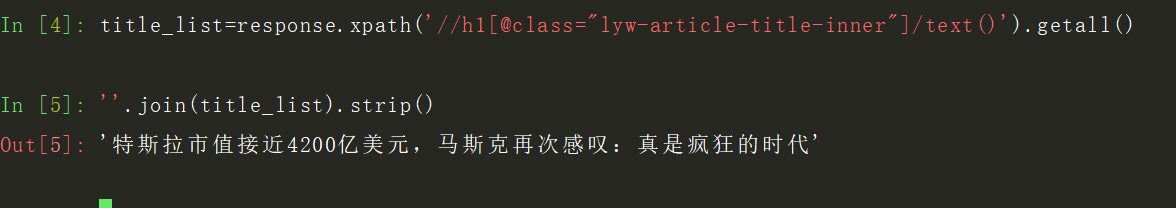 In [4]: title_list=response.xpath('//h1[@class="lyw-article-title-inner"]/text()').getall()
In [5]: ''.join(title_list).strip()
Out[5]: '特斯拉市值接近4200亿美元，马斯克再次感叹：真是疯狂的时代'